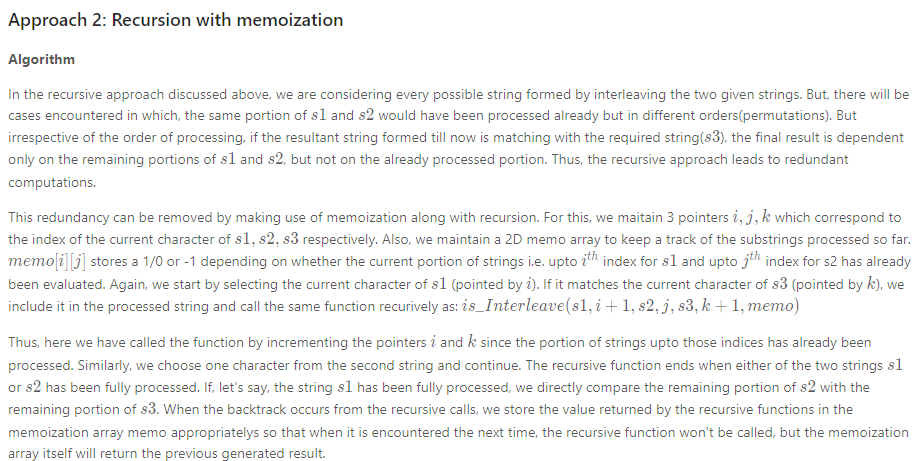 Approach 2: Recursion with memoization
Algorithm
In the recursive approach discussed above, we are considering every possible string formed by interleaving the two given strings. But, there will be
cases encountered in which, the same portion of s1 and s2 would have been processed already but in different orders(permutations). But
irrespective of the order of processing, if the resultant string formed till now is matching with the required string(s3), the final result is dependent
only on the remaining portions of s1 and s2, but not on the already processed portion. Thus, the recursive approach leads to redundant
computations.
This redundancy can be removed by making use of memoization along with recursion. For this, we maitain 3 pointers i, j, k which correspond to
the index of the current character of s1, s2, s3 respectively. Also, we maintain a 2D memo array to keep a track of the substrings processed so far.
memo[i][j] stores a 1/0 or -1 depending on whether the current portion of strings i.e. upto i^th index for s1 and upto j^th index for s2 has already
been evaluated. Again, we start by selecting the current character of s1 (pointed by i). If it matches the current character of s3 (pointed by k), we
include it in the processed string and call the same function recurively as: is_Interleave(s1, i + 1, s2, j, s3, k + 1, memo)
Thus, here we have called the function by incrementing the pointers i and k since the portion of strings upto those indices has already been
processed. Similarly, we choose one character from the second string and continue. The recursive function ends when either of the two strings s1
or s2 has been fully processed. If, let's say, the string s1 has been fully processed, we directly compare the remaining portion of s2 with the
remaining portion of s3. When the backtrack occurs from the recursive calls, we store the value returned by the recursive functions in the
memoization array memo appropriatelys so that when it is encountered the next time, the recursive function won't be called, but the memoization
array itself will return the previous generated result.